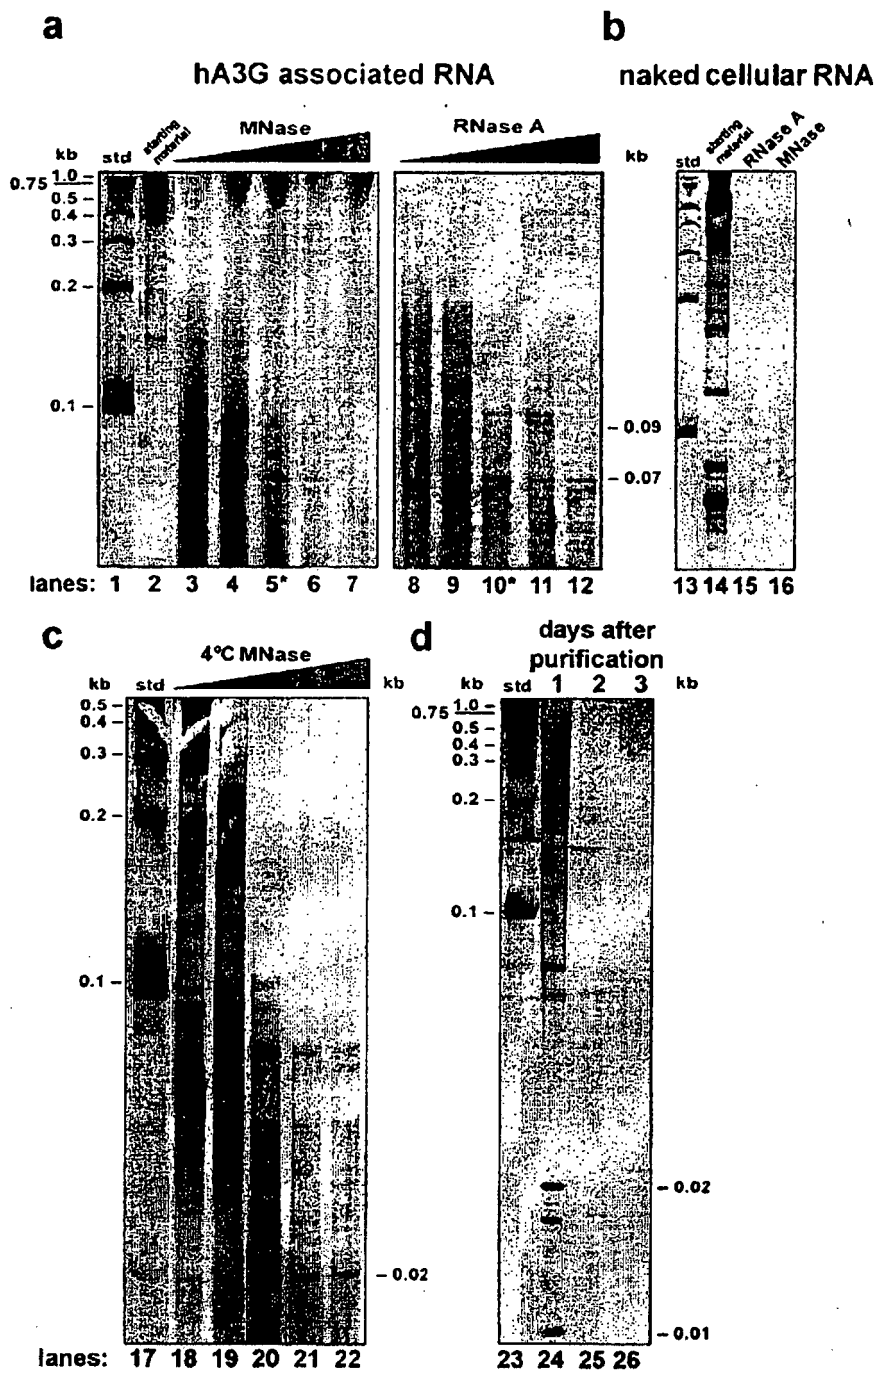 a
b
hA3G associated RNA
naked cellular RNA
kb std starting material MNase
RNase A
kb
std starting material RNase A MNase
1.0 –
0.75
0.5 –
0.4 –
0.3 –
0.2 –
0.1 –
– 0.09
– 0.07
lanes: 1 2 3 4 5* 6 7 8 9 10* 11 12 13 14 15 16
c
d
days after
purification
4ºC MNase
kb std
kb
kb std 1 2 3 kb
0.5 –
0.4 –
0.3 –
0.2 –
0.1 –
– 0.02
1.0 –
0.75
0.5 –
0.4 –
0.3 –
0.2 –
0.1 –
– 0.02
– 0.01
lanes: 17 18 19 20 21 22 23 24 25 26